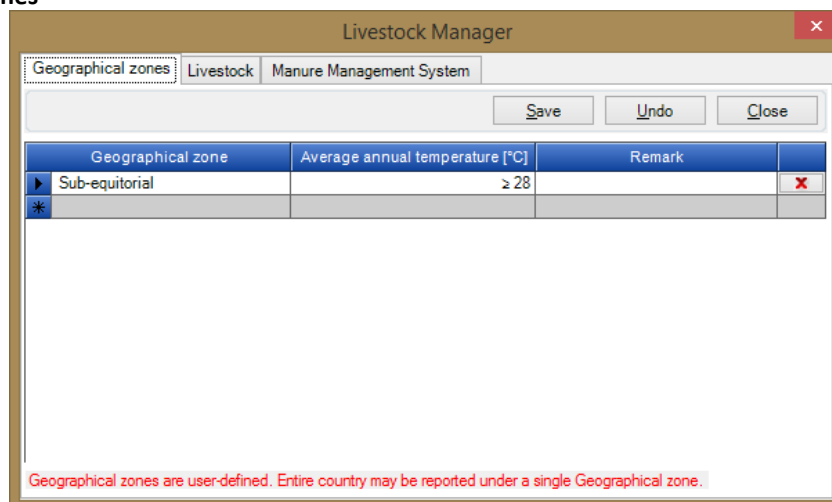 Livestock Manager
Geographical zones Livestock Manure Management System
Save Undo Close
Geographical zone Average annual temperature [°C] Remark
Sub-equitorial ≥ 28
Geographical zones are user-defined. Entire country may be reported under a single Geographical zone.